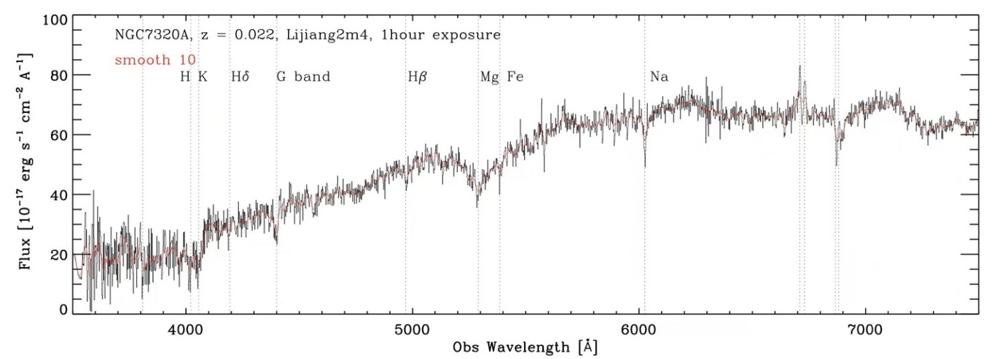 100
NGC7320A, z = 0.022, Lijiang2m4, 1hour exposure
smooth 10
80
H K Hδ G band Hβ Mg Fe Na
60
40
20
0
Flux [10⁻¹⁷ erg s⁻¹ cm⁻² A⁻¹]
4000 5000 6000 7000
Obs Wavelength [Å]